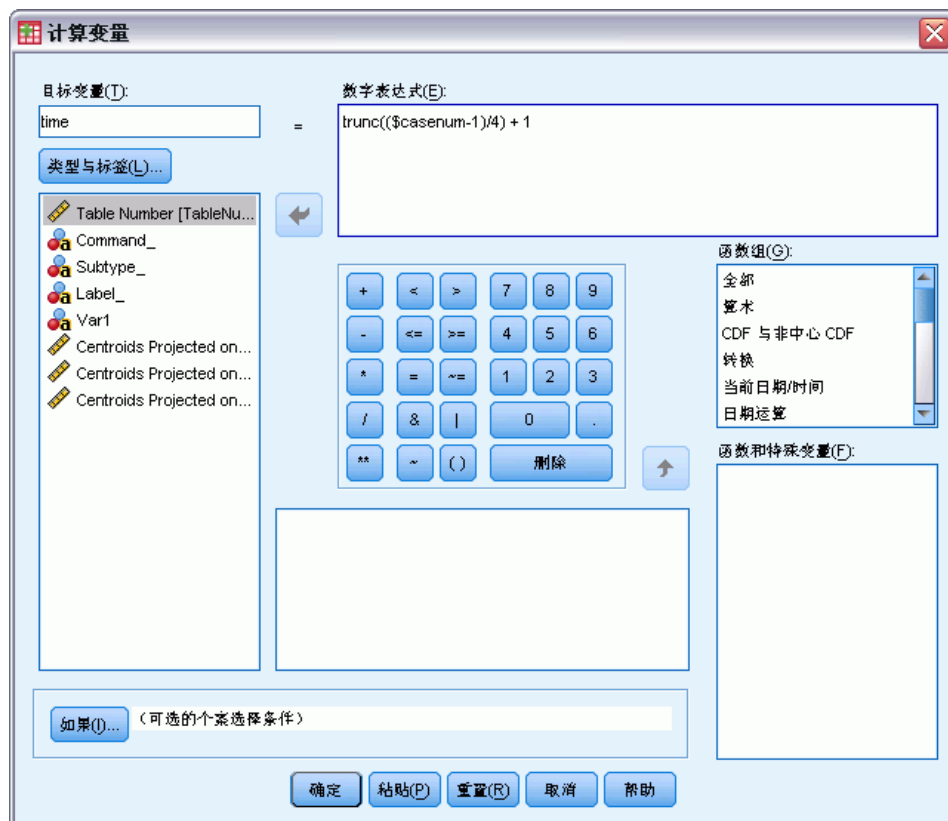 计算变量
目标变量(T):
time
=
数字表达式(E):
trunc(($casenum-1)/4) + 1
类型与标签(L)...
Table Number [TableNu...
Command_
Subtype_
Label_
Var1
Centroids Projected on...
Centroids Projected on...
Centroids Projected on...
+ < > 7 8 9
- <= >= 4 5 6
* = ~= 1 2 3
/ & | 0 .
** ~ ( ) 删除
函数组(G):
全部
算术
CDF 与非中心 CDF
转换
当前日期/时间
日期运算
函数和特殊变量(F):
如果(I)...
（可选的个案选择条件）
确定 粘贴(P) 重置(R) 取消 帮助